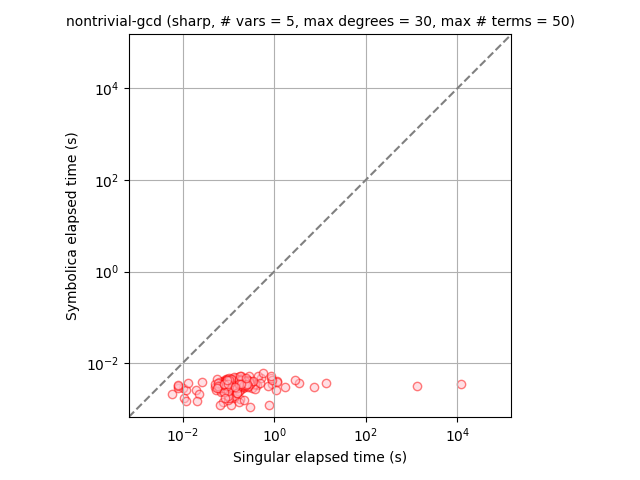 nontrivial-gcd (sharp, # vars = 5, max degrees = 30, max # terms = 50)
Symbolica elapsed time (s)
10^4
10^2
10^0
10^-2
10^-2 10^0 10^2 10^4
Singular elapsed time (s)